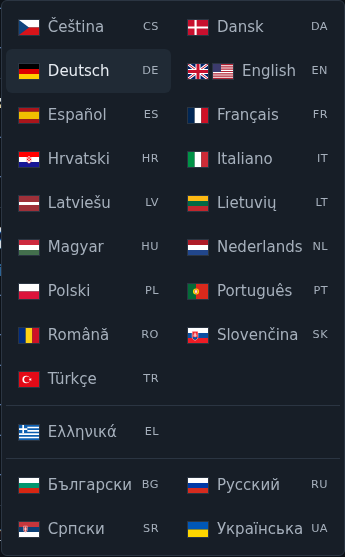 Čeština CS Dansk DA
Deutsch DE English EN
Español ES Français FR
Hrvatski HR Italiano IT
Latviešu LV Lietuvių LT
Magyar HU Nederlands NL
Polski PL Português PT
Română RO Slovenčina SK
Türkçe TR
Ελληνικά EL
Български BG Русский RU
Српски SR Українська UA